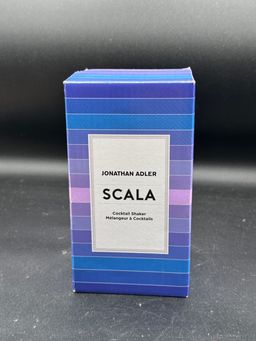 JONATHAN ADLER
SCALA
Cocktail Shaker
Mélangeur à Cocktails